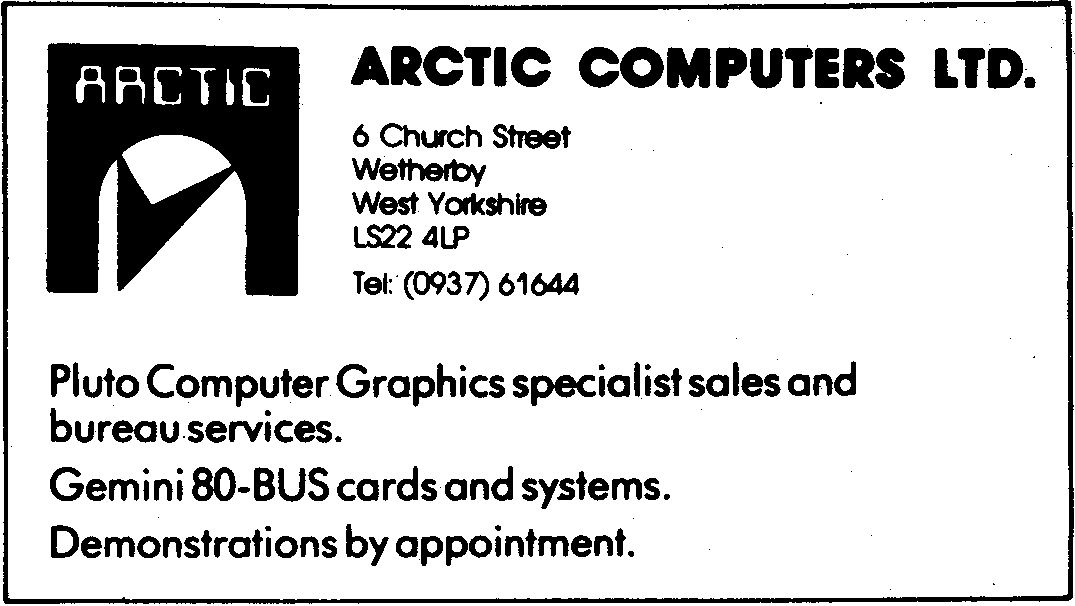 ARCTIC
ARCTIC COMPUTERS LTD.
6 Church Street
Wetherby
West Yorkshire
LS22 4LP
Tel: (0937) 61644
Pluto Computer Graphics specialist sales and
bureau services.
Gemini 80-BUS cards and systems.
Demonstrations by appointment.